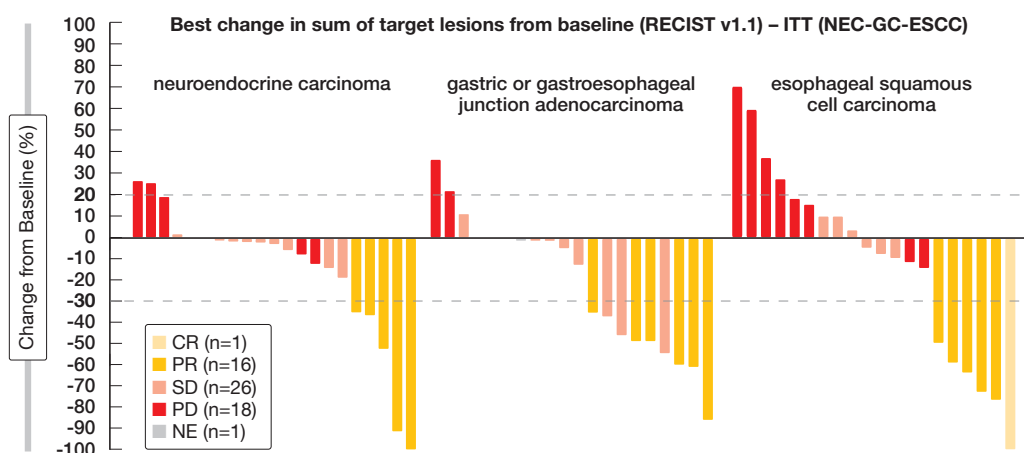 Best change in sum of target lesions from baseline (RECIST v1.1) – ITT (NEC-GC-ESCC)
neuroendocrine carcinoma
gastric or gastroesophageal
junction adenocarcinoma
esophageal squamous
cell carcinoma
Change from Baseline (%)
100
90
80
70
60
50
40
30
20
10
0
-10
-20
-30
-40
-50
-60
-70
-80
-90
-100
CR (n=1)
PR (n=16)
SD (n=26)
PD (n=18)
NE (n=1)